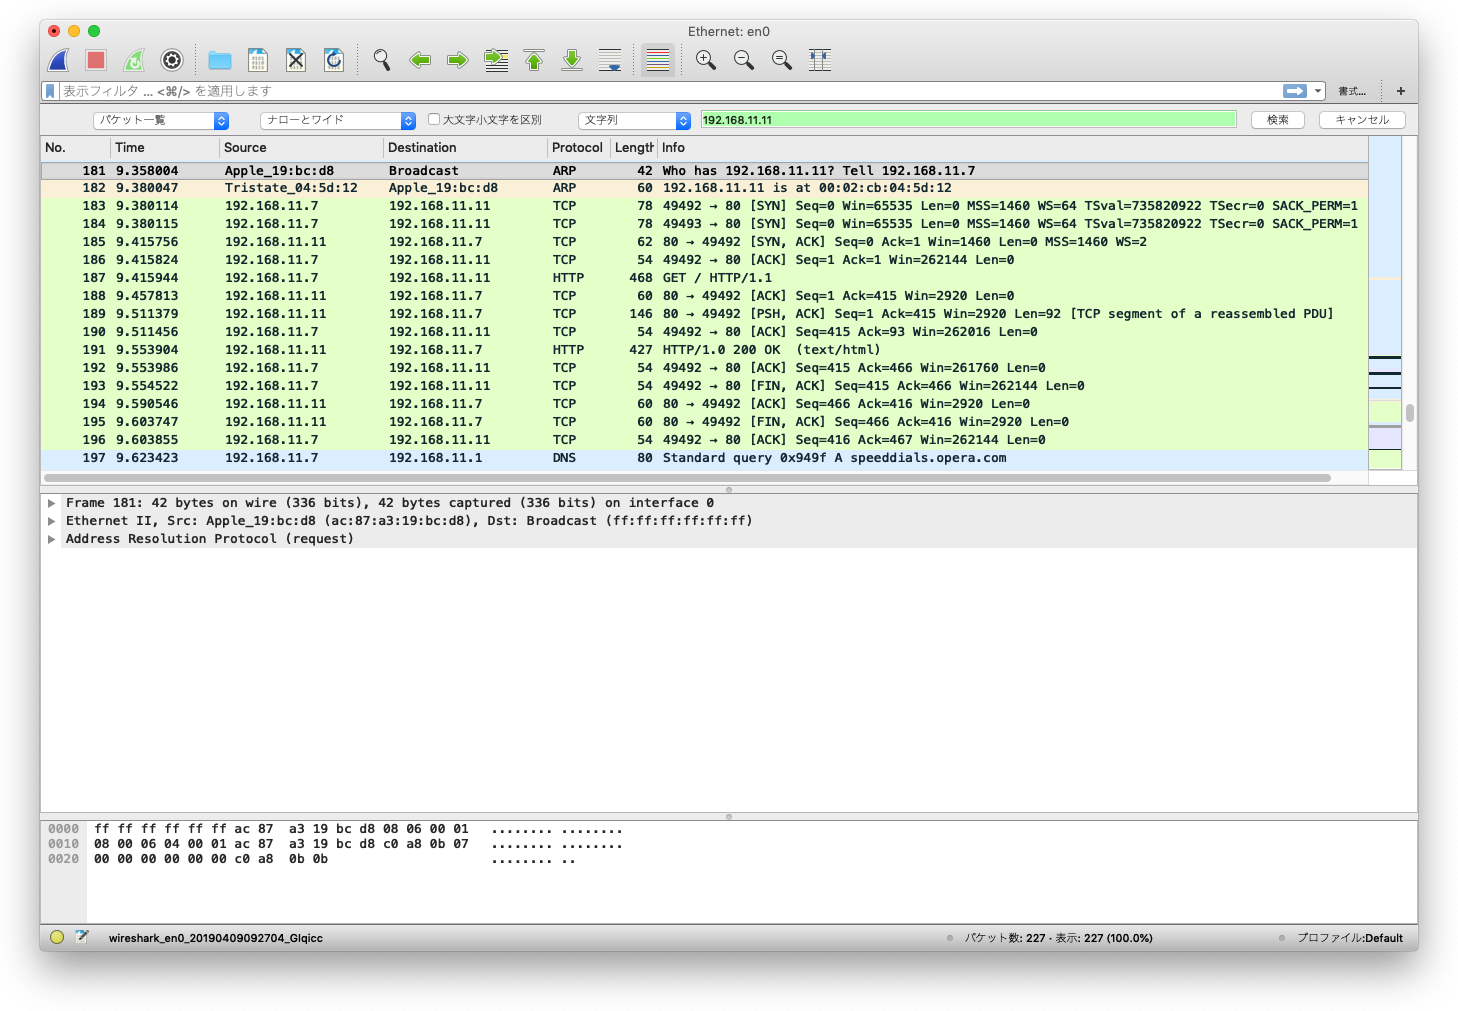 Ethernet: en0
表示フィルタ ... <⌘/> を適用します 書式... +
パケット一覧 ナローとワイド 大文字小文字を区別 文字列 192.168.11.11 検索 キャンセル
No. Time Source Destination Protocol Length Info
181 9.358004 Apple_19:bc:d8 Broadcast ARP 42 Who has 192.168.11.11? Tell 192.168.11.7
182 9.380047 Tristate_04:5d:12 Apple_19:bc:d8 ARP 60 192.168.11.11 is at 00:02:cb:04:5d:12
183 9.380114 192.168.11.7 192.168.11.11 TCP 78 49492 → 80 [SYN] Seq=0 Win=65535 Len=0 MSS=1460 WS=64 TSval=735820922 TSecr=0 SACK_PERM=1
184 9.380115 192.168.11.7 192.168.11.11 TCP 78 49493 → 80 [SYN] Seq=0 Win=65535 Len=0 MSS=1460 WS=64 TSval=735820922 TSecr=0 SACK_PERM=1
185 9.415756 192.168.11.11 192.168.11.7 TCP 62 80 → 49492 [SYN, ACK] Seq=0 Ack=1 Win=1460 Len=0 MSS=1460 WS=2
186 9.415824 192.168.11.7 192.168.11.11 TCP 54 49492 → 80 [ACK] Seq=1 Ack=1 Win=262144 Len=0
187 9.415944 192.168.11.7 192.168.11.11 HTTP 468 GET / HTTP/1.1
188 9.457813 192.168.11.11 192.168.11.7 TCP 60 80 → 49492 [ACK] Seq=1 Ack=415 Win=2920 Len=0
189 9.511379 192.168.11.11 192.168.11.7 TCP 146 80 → 49492 [PSH, ACK] Seq=1 Ack=415 Win=2920 Len=92 [TCP segment of a reassembled PDU]
190 9.511456 192.168.11.7 192.168.11.11 TCP 54 49492 → 80 [ACK] Seq=415 Ack=93 Win=262016 Len=0
191 9.553904 192.168.11.11 192.168.11.7 HTTP 427 HTTP/1.0 200 OK (text/html)
192 9.553986 192.168.11.7 192.168.11.11 TCP 54 49492 → 80 [ACK] Seq=415 Ack=466 Win=261760 Len=0
193 9.554522 192.168.11.7 192.168.11.11 TCP 54 49492 → 80 [FIN, ACK] Seq=415 Ack=466 Win=262144 Len=0
194 9.590546 192.168.11.11 192.168.11.7 TCP 60 80 → 49492 [ACK] Seq=466 Ack=416 Win=2920 Len=0
195 9.603747 192.168.11.11 192.168.11.7 TCP 60 80 → 49492 [FIN, ACK] Seq=466 Ack=416 Win=2920 Len=0
196 9.603855 192.168.11.7 192.168.11.11 TCP 54 49492 → 80 [ACK] Seq=416 Ack=467 Win=262144 Len=0
197 9.623423 192.168.11.7 192.168.11.1 DNS 80 Standard query 0x949f A speeddials.opera.com
Frame 181: 42 bytes on wire (336 bits), 42 bytes captured (336 bits) on interface 0
Ethernet II, Src: Apple_19:bc:d8 (ac:87:a3:19:bc:d8), Dst: Broadcast (ff:ff:ff:ff:ff:ff)
Address Resolution Protocol (request)
0000 ff ff ff ff ff ff ac 87 a3 19 bc d8 08 06 00 01 ........ ........
0010 08 00 06 04 00 01 ac 87 a3 19 bc d8 c0 a8 0b 07 ........ ........
0020 00 00 00 00 00 00 c0 a8 0b 0b ........ ..
wireshark_en0_20190409092704_GIqicc パケット数: 227 · 表示: 227 (100.0%) プロファイル:Default